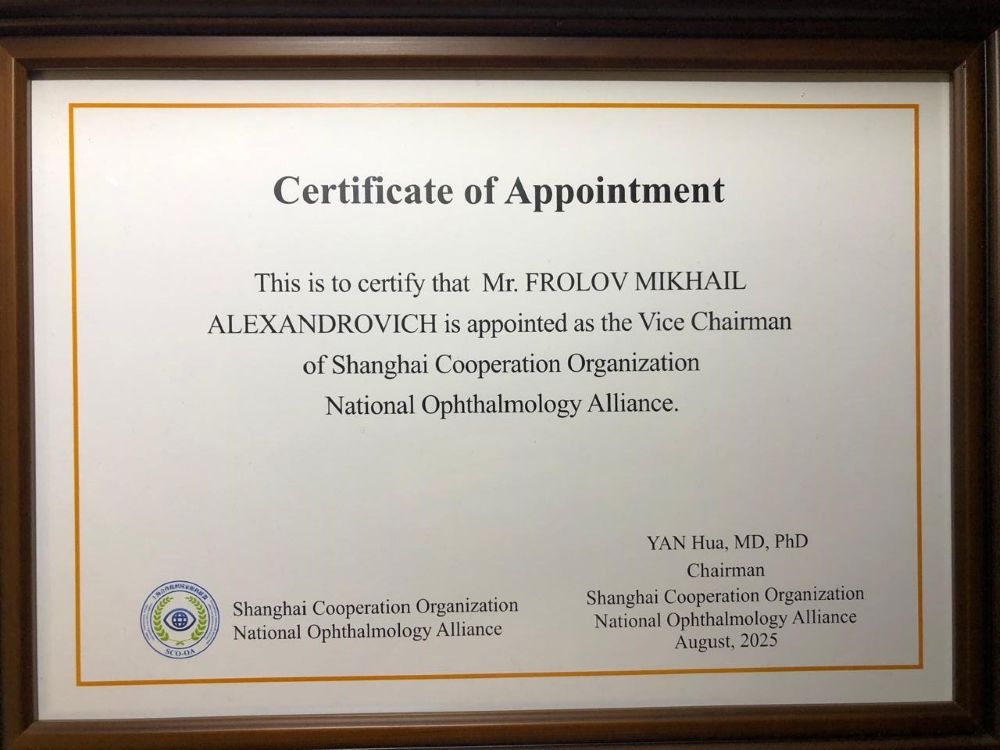 Certificate of Appointment
This is to certify that Mr. FROLOV MIKHAIL
ALEXANDROVICH is appointed as the Vice Chairman
of Shanghai Cooperation Organization
National Ophthalmology Alliance.
YAN Hua, MD, PhD
Chairman
Shanghai Cooperation Organization
National Ophthalmology Alliance
August, 2025
Shanghai Cooperation Organization
National Ophthalmology Alliance
SCO-OA